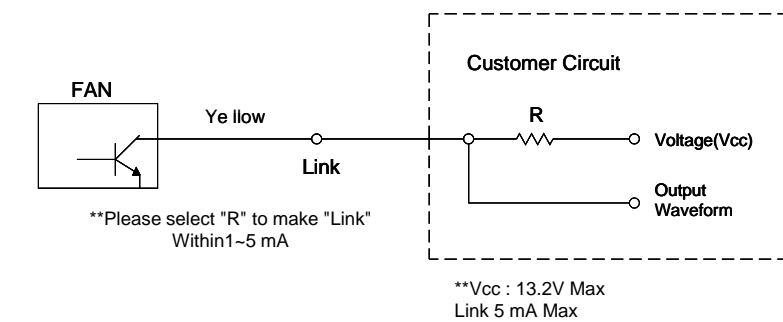 Customer Circuit
FAN
Ye llow
R
Voltage(Vcc)
Link
Output
Waveform
**Please select "R" to make "Link"
Within1~5 mA
**Vcc : 13.2V Max
Link 5 mA Max